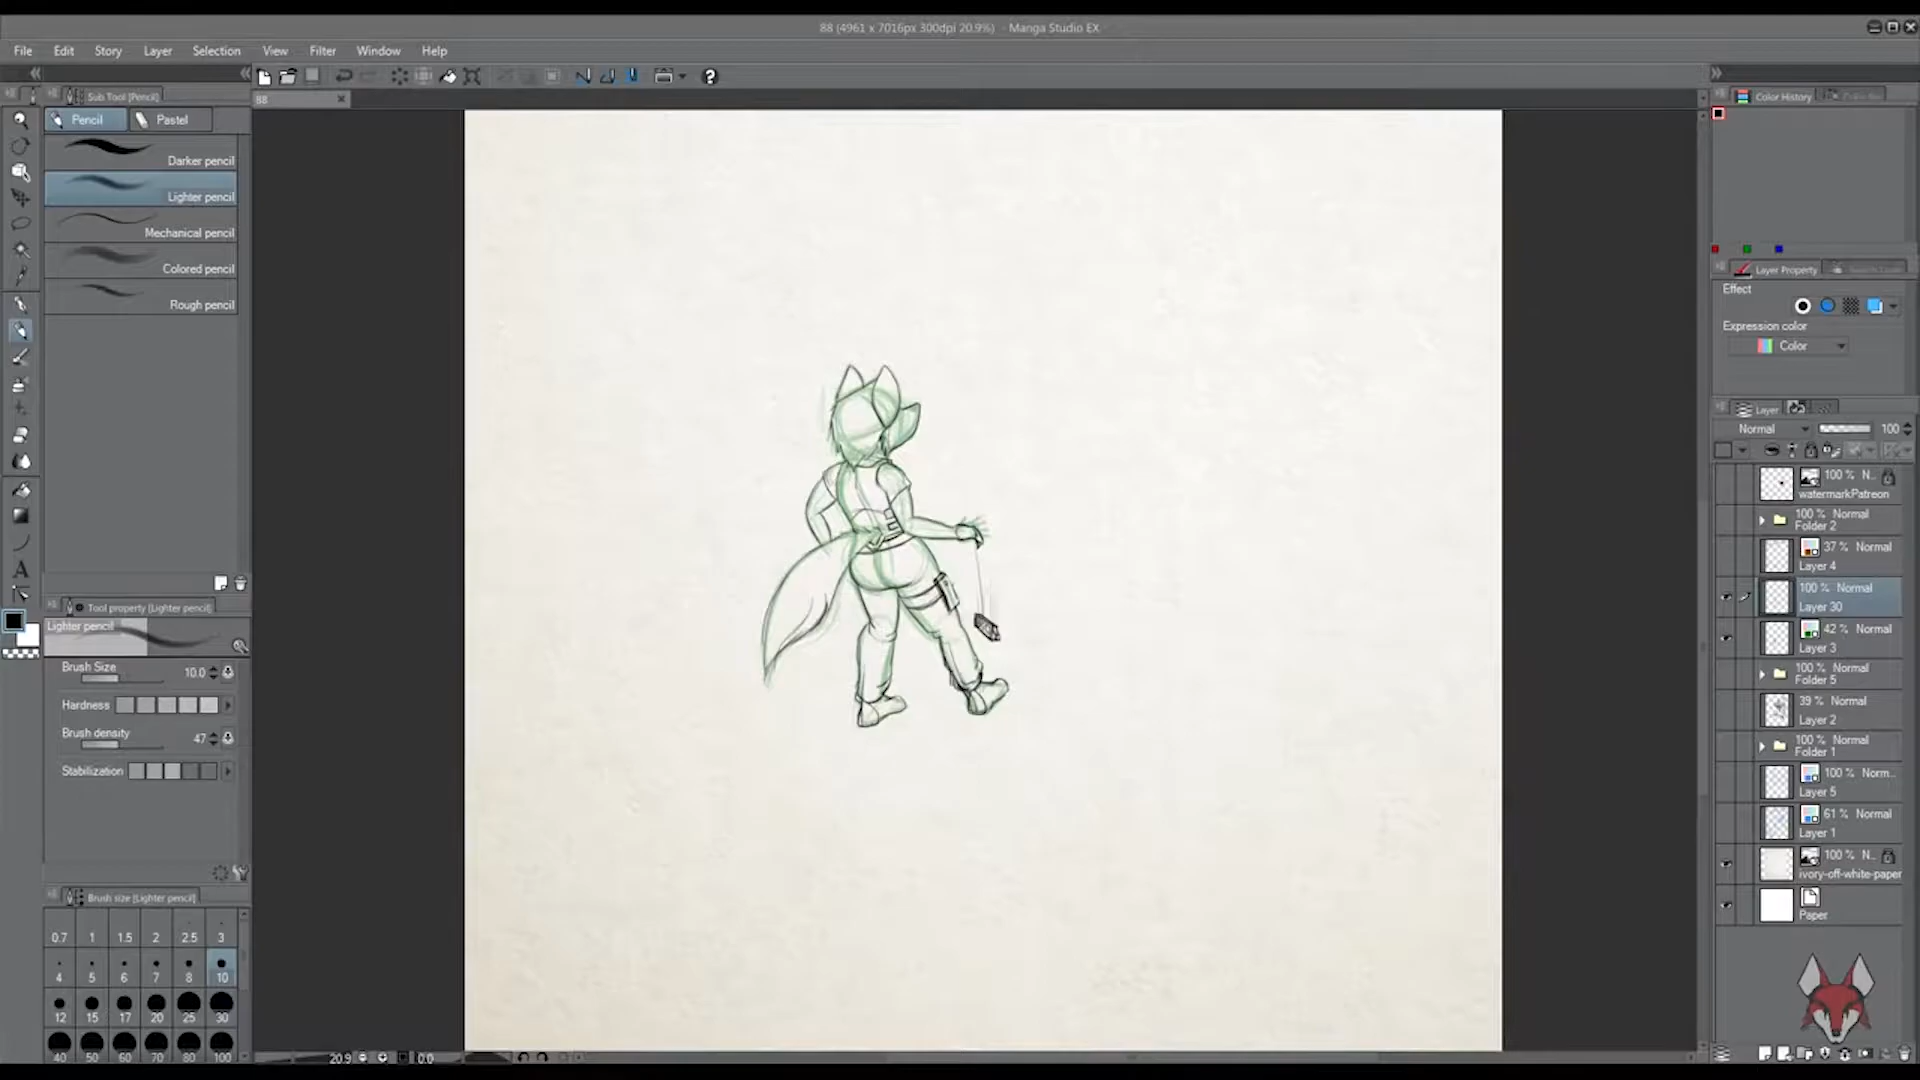 88 (4961 x 7016px 300dpi 20.9%) - Manga Studio EX
File Edit Story Layer Selection View Filter Window Help
Sub Tool [Pencil]
88
Color History
Pencil Pastel
Darker pencil
Lighter pencil
Mechanical pencil
Colored pencil
Rough pencil
Layer Property
Effect
Expression color
Color
Layer
Normal 100
100 % N..
watermarkPatreon
100 % Normal
Folder 2
37 % Normal
Layer 4
100 % Normal
Layer 30
42 % Normal
Layer 3
100 % Normal
Folder 5
39 % Normal
Layer 2
100 % Normal
Folder 1
100 % Norm...
Layer 5
61 % Normal
Layer 1
100 % N..
ivory-off-white-paper
Paper
Tool property [Lighter pencil]
Lighter pencil
Brush Size 10.0
Hardness
Brush density 47
Stabilization
Brush size [Lighter pencil]
0.7 1 1.5 2 2.5 3
4 5 6 7 8 10
12 15 17 20 25 30
40 50 60 70 80 100
20.9 0.0